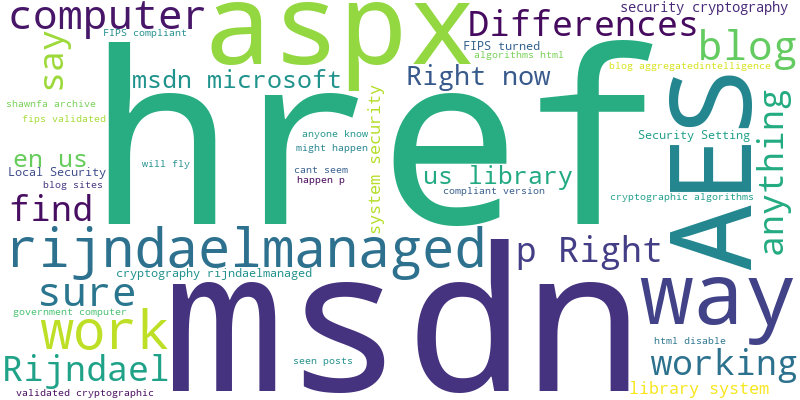 computer
aspx
Differences
security cryptography
FIPS compliant
say
FIPS turned
algorithms html
blog
blog aggregatedintelligence
msdn microsoft
Right now
href
AES
shawnfa archive
fips validated
anyone know
might happen
system security
Security Setting
anything
en us
will fly
cant seem
Local Security
blog sites
happen p
us library
compliant version
cryptographic algorithms
find
rijndaelmanaged
p Right
cryptography rijndaelmanaged
sure
msdn
way
government computer
work
html disable
Rijndael
seen posts
working
validated cryptographic
library system